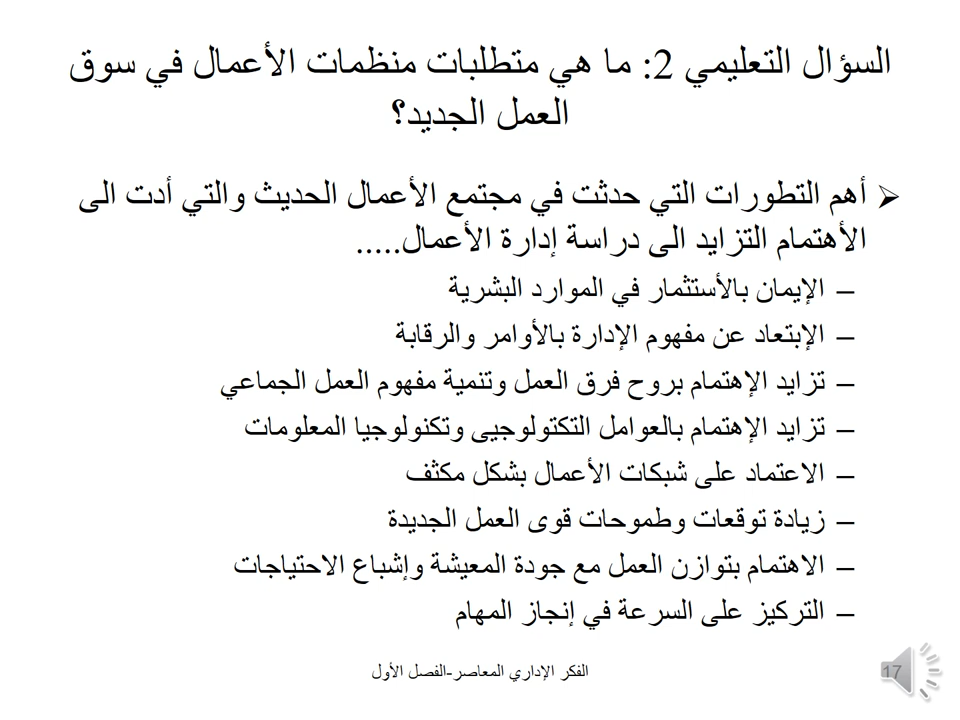 السؤال التعليمي 2: ما هي متطلبات منظمات الأعمال في سوق
العمل الجديد؟
أهم التطورات التي حدثت في مجتمع الأعمال الحديث والتي أدت الى
الأهتمام التزايد الى دراسة إدارة الأعمال.....
– الإيمان بالأستثمار في الموارد البشرية
– الإبتعاد عن مفهوم الإدارة بالأوامر والرقابة
– تزايد الإهتمام بروح فرق العمل وتنمية مفهوم العمل الجماعي
– تزايد الإهتمام بالعوامل التكتولوجيى وتكنولوجيا المعلومات
– الاعتماد على شبكات الأعمال بشكل مكثف
– زيادة توقعات وطموحات قوى العمل الجديدة
– الاهتمام بتوازن العمل مع جودة المعيشة وإشباع الاحتياجات
– التركيز على السرعة في إنجاز المهام
الفكر الإداري المعاصر-الفصل الأول
17